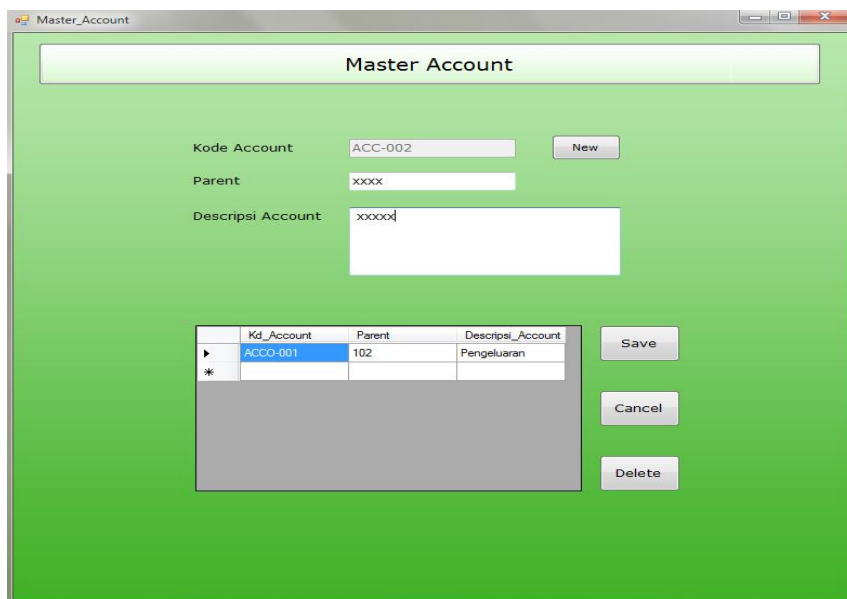 Master_Account
Master Account
Kode Account ACC-002 New
Parent xxxx
Descripsi Account xxxxx
Kd_Account Parent Descripsi_Account
ACCO-001 102 Pengeluaran
Save
Cancel
Delete